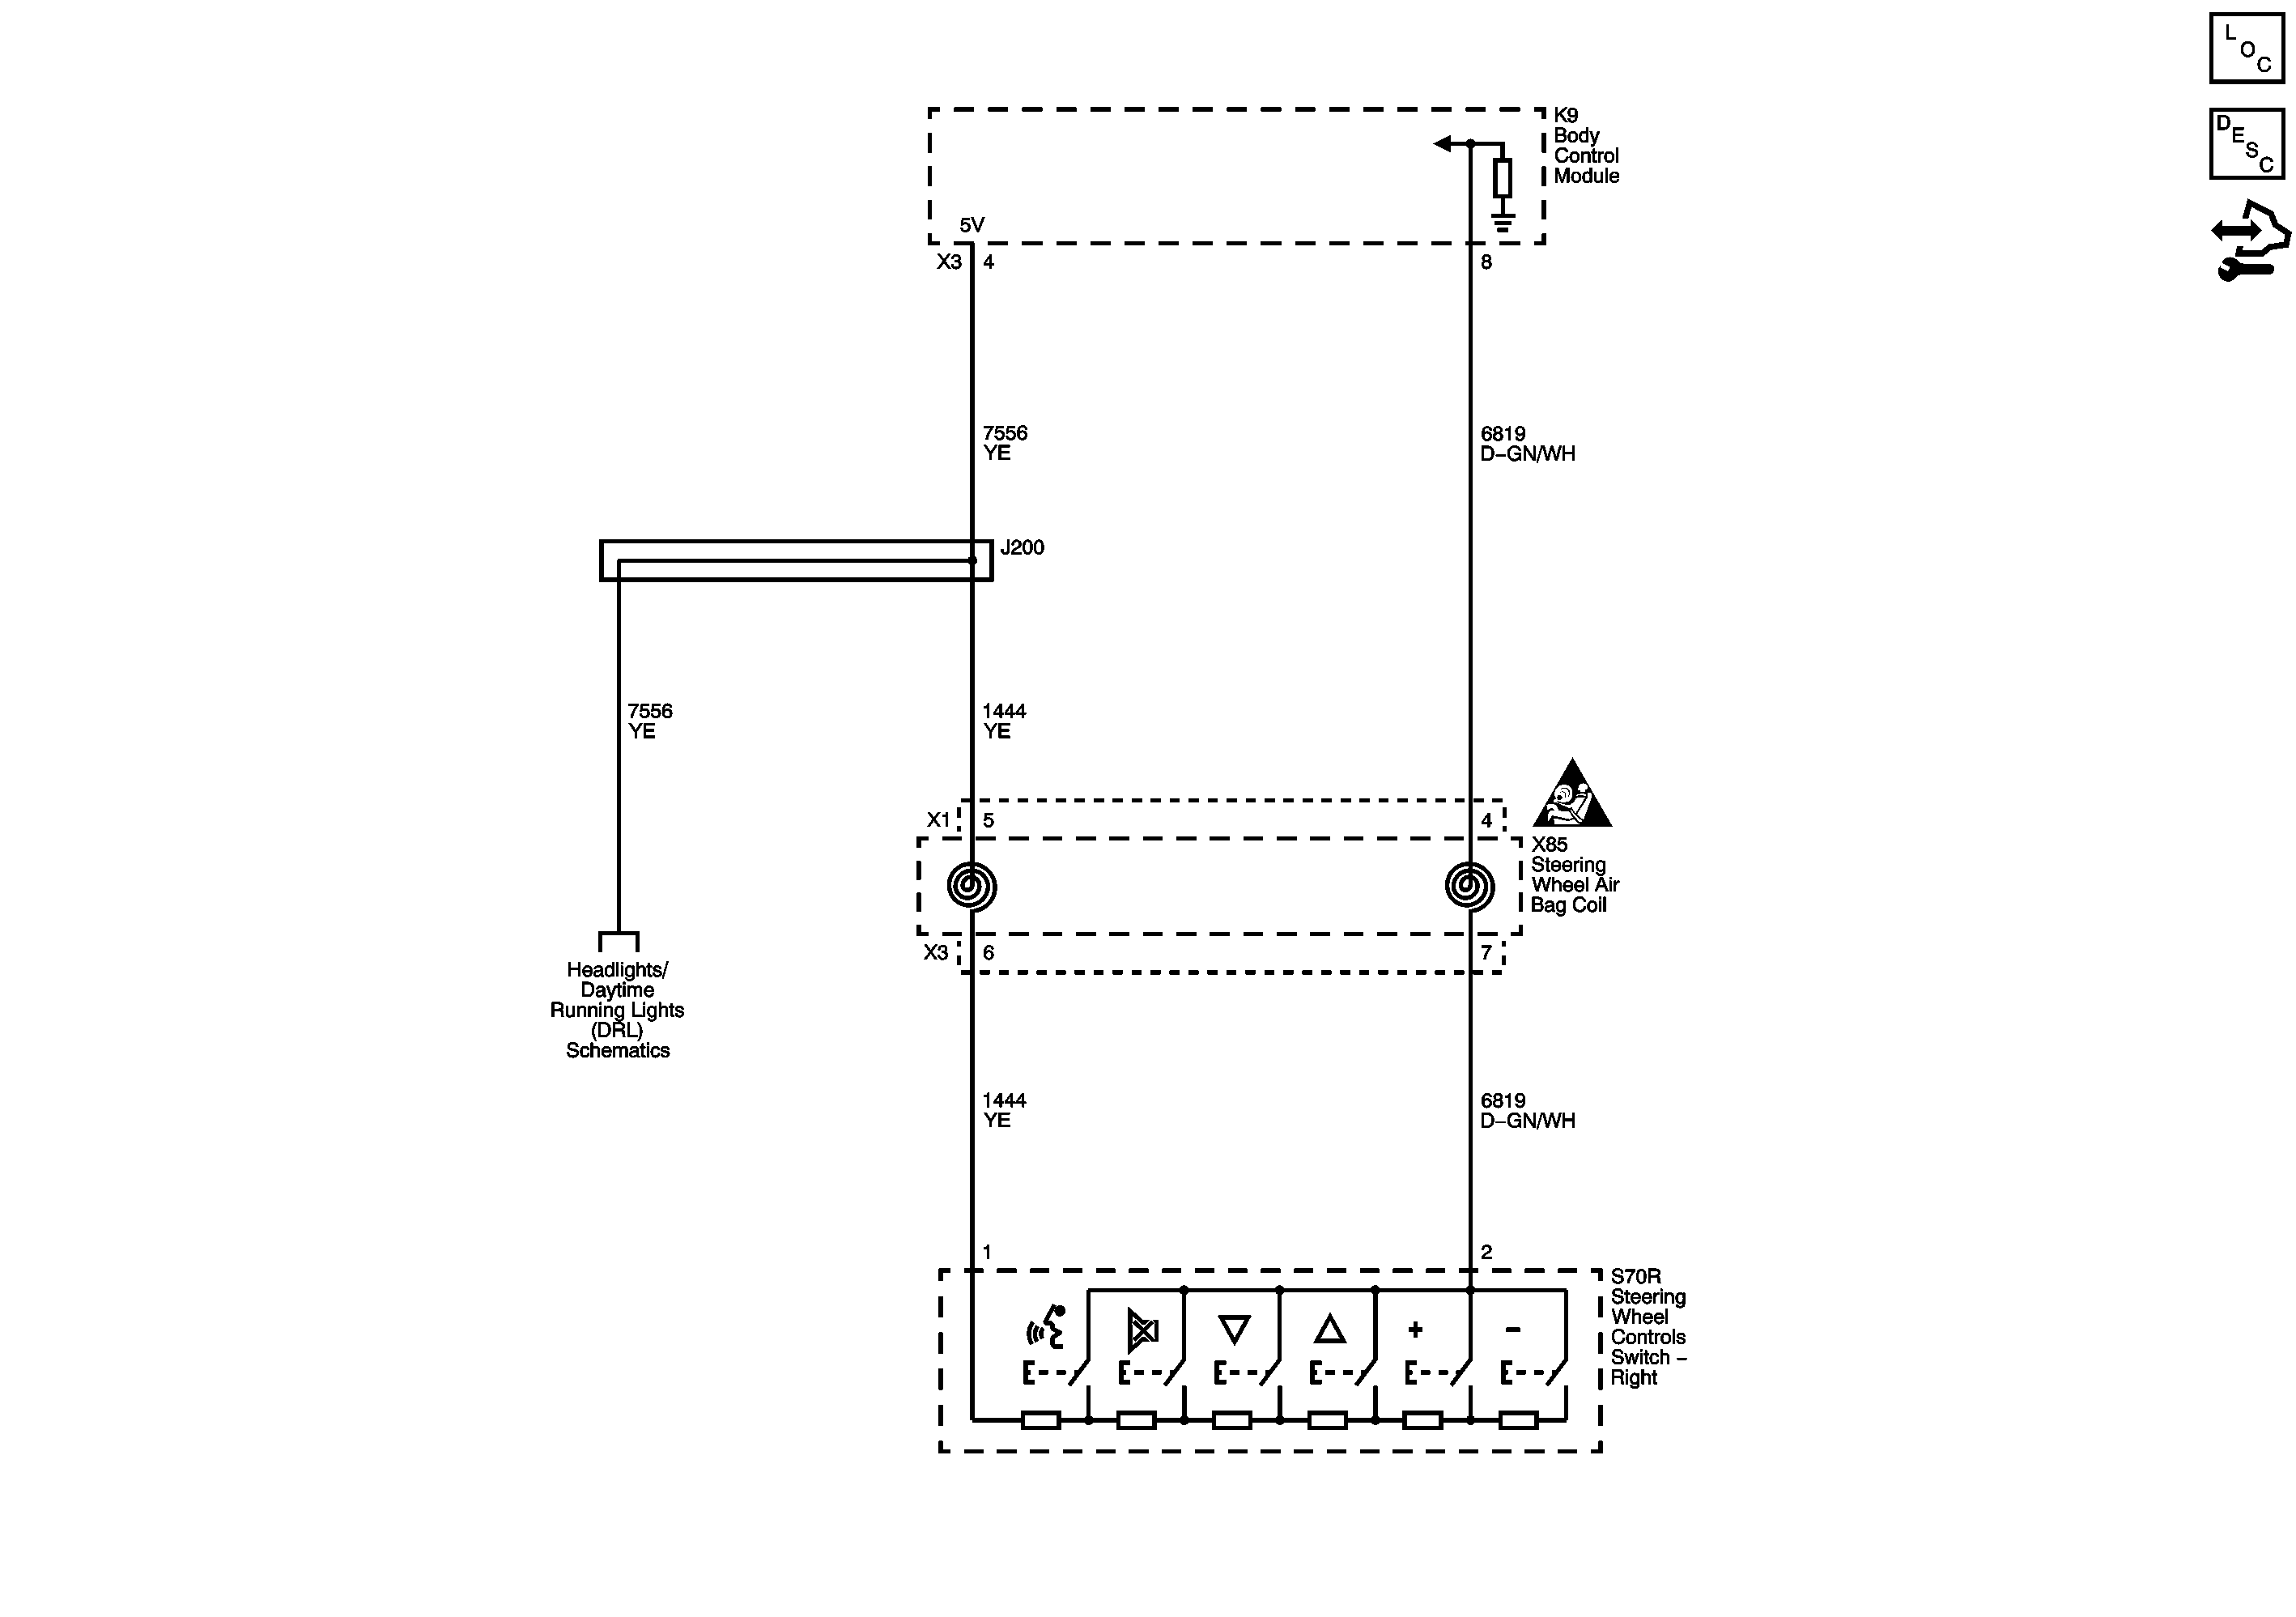 L O C
D E S C
K9
Body
Control
Module
5V
X3 4 8
7556
YE
6819
D–GN/WH
J200
7556
YE
1444
YE
X1 5 4
X85
Steering
Wheel Air
Bag Coil
X3 6 7
Headlights/
Daytime
Running Lights
(DRL)
Schematics
1444
YE
6819
D–GN/WH
1 2
S70R
Steering
Wheel
Controls
Switch –
Right
+ –